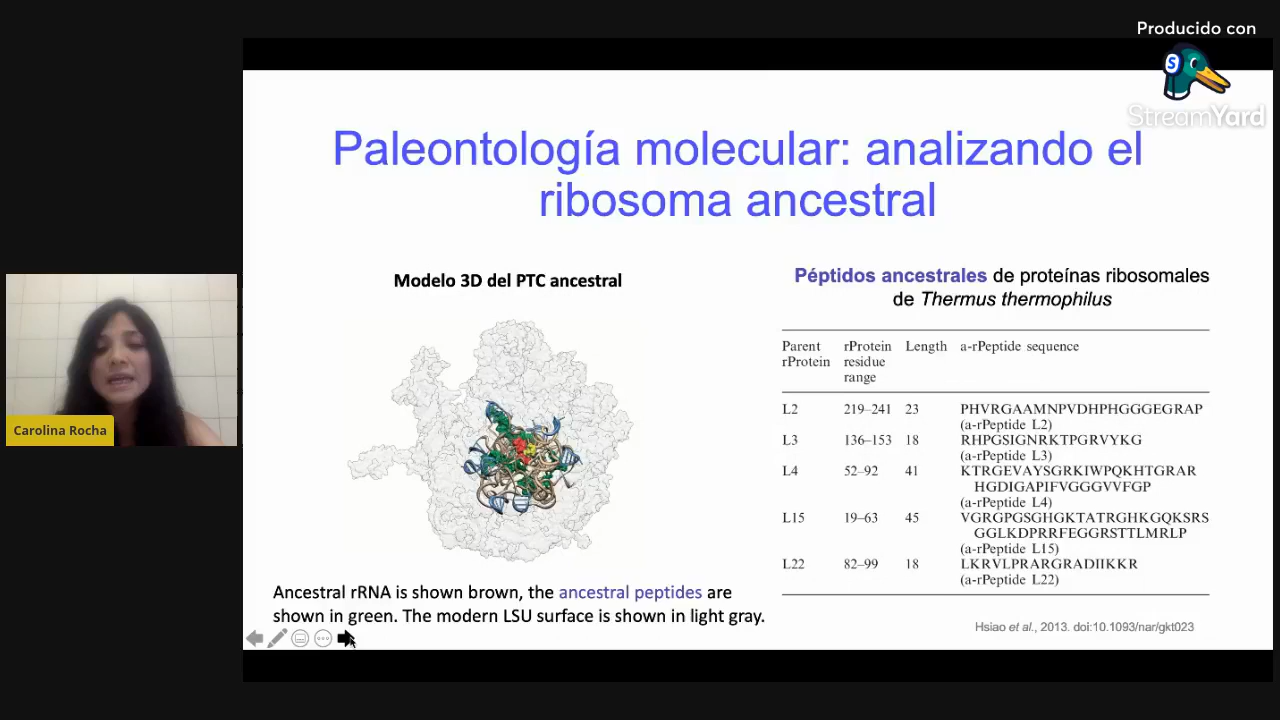 Producido con
S
StreamYard
Paleontología molecular: analizando el
ribosoma ancestral
Modelo 3D del PTC ancestral
Ancestral rRNA is shown brown, the ancestral peptides are
shown in green. The modern LSU surface is shown in light gray.
Péptidos ancestrales de proteínas ribosomales
de Thermus thermophilus
Parent rProtein residue range Length a-rPeptide sequence
rProtein
L2 219–241 23 PHVRGAAMNPVDHPHGGGEGRAP
(a-rPeptide L2)
L3 136–153 18 RHPGSIGNRKTPGRVYKG
(a-rPeptide L3)
L4 52–92 41 KTRGEVAYSGRKIWPQKHTGRAR
HGDIGAPIFVGGGVVFGP
(a-rPeptide L4)
L15 19–63 45 VGRGPGSGHGKTATRGHKGQKSRS
GGLKDPRRFEGGRSTTLMRLP
(a-rPeptide L15)
L22 82–99 18 LKRVLPRARGRADIIKKR
(a-rPeptide L22)
Hsiao et al., 2013. doi:10.1093/nar/gkt023
Carolina Rocha